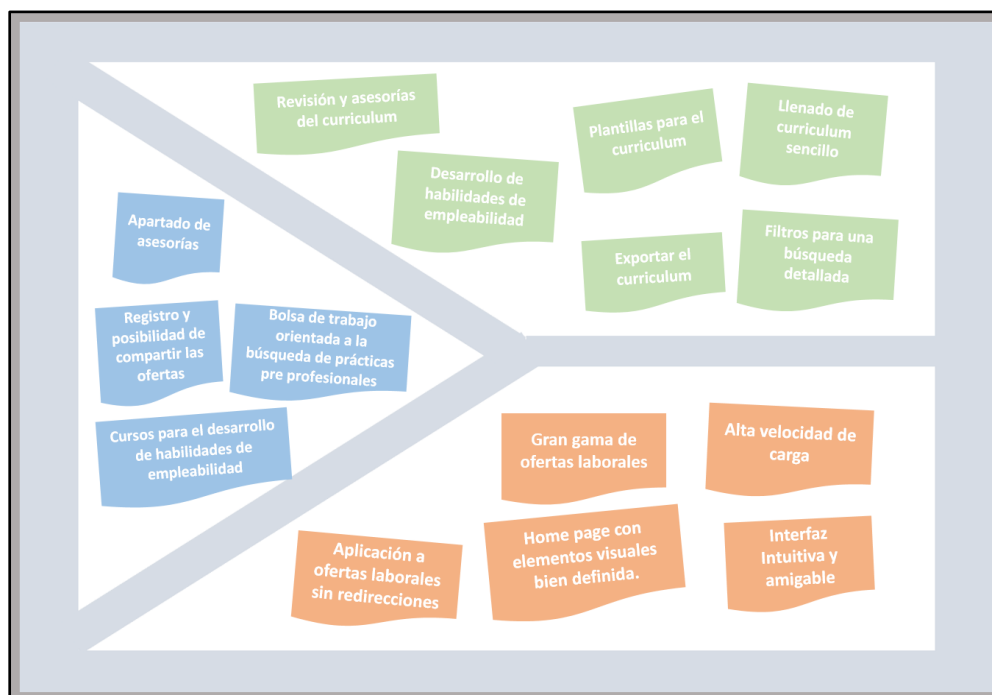 Revisión y asesorías
del curriculum
Plantillas para el
curriculum
Llenado de
curriculum
sencillo
Desarrollo de
habilidades de
empleabilidad
Exportar el
curriculum
Filtros para una
búsqueda
detallada
Apartado de
asesorías
Registro y
posibilidad de
compartir las
ofertas
Bolsa de trabajo
orientada a la
búsqueda de prácticas
pre profesionales
Cursos para el desarrollo
de habilidades de
empleabilidad
Gran gama de
ofertas laborales
Alta velocidad de
carga
Aplicación a
ofertas laborales
sin redirecciones
Home page con
elementos visuales
bien definida.
Interfaz
Intuitiva y
amigable